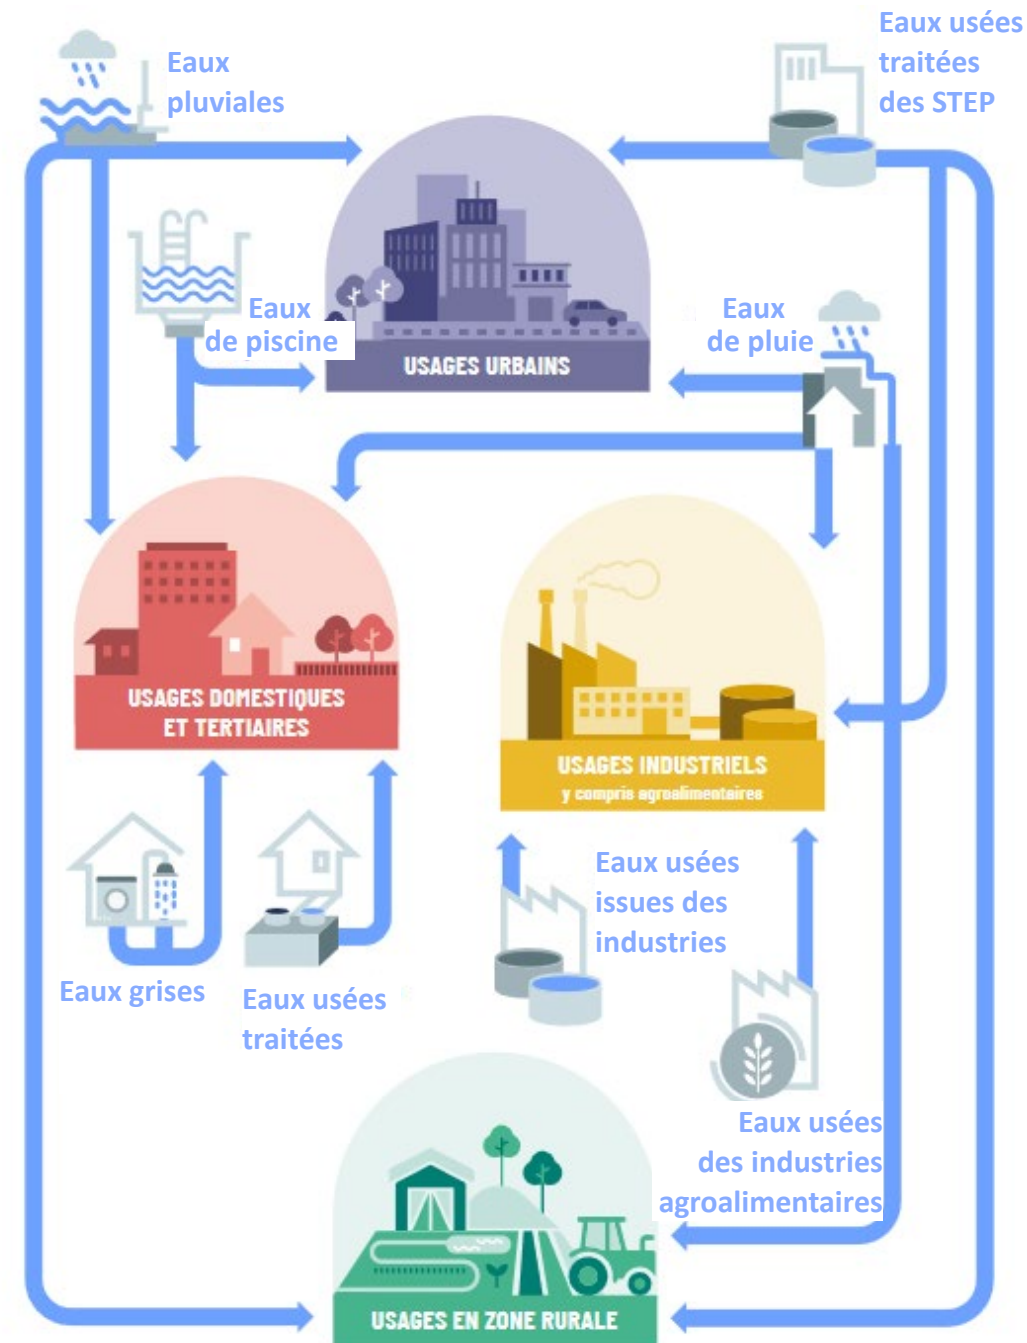 Eaux
pluviales
Eaux usées
traitées
des STEP
Eaux
de piscine
Eaux
de pluie
USAGES URBAINS
USAGES DOMESTIQUES
ET TERTIAIRES
USAGES INDUSTRIELS
y compris agroalimentaires
Eaux grises
Eaux usées
traitées
Eaux usées
issues des
industries
Eaux usées
des industries
agroalimentaires
USAGES EN ZONE RURALE